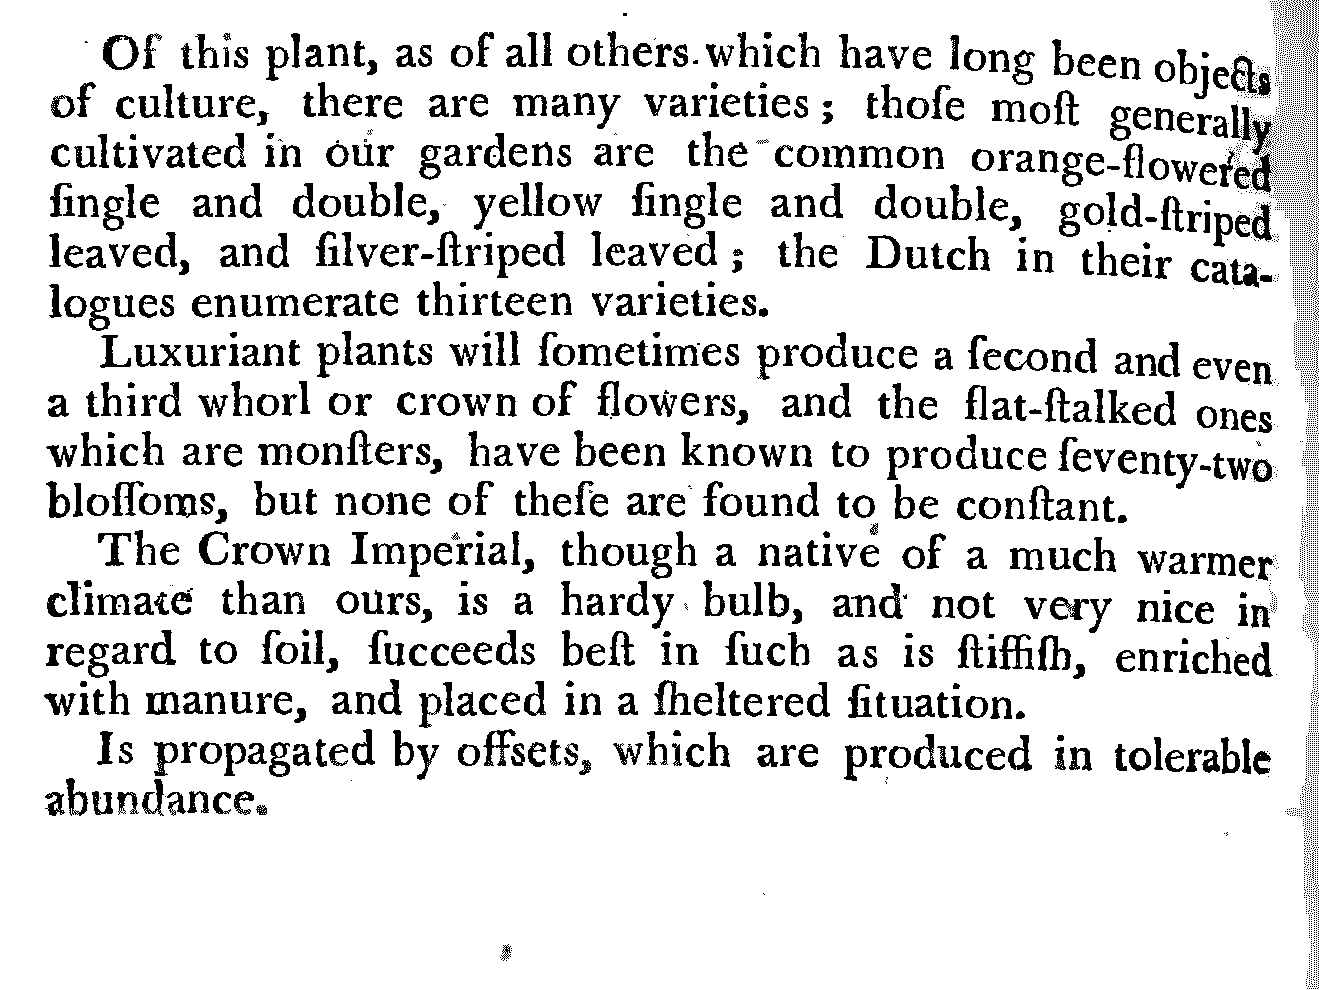 Of this plant, as of all others which have long been objects
of culture, there are many varieties; thoſe moſt generally
cultivated in our gardens are the common orange-flowered
ſingle and double, yellow ſingle and double, gold-ſtriped
leaved, and ſilver-ſtriped leaved; the Dutch in their cata-
logues enumerate thirteen varieties.
Luxuriant plants will ſometimes produce a ſecond and even
a third whorl or crown of flowers, and the flat-ſtalked ones
which are monſters, have been known to produce ſeventy-two
bloſſoms, but none of theſe are found to be conſtant.
The Crown Imperial, though a native of a much warmer
climate than ours, is a hardy bulb, and not very nice in
regard to ſoil, ſucceeds beſt in ſuch as is ſtiffiſh, enriched
with manure, and placed in a ſheltered ſituation.
Is propagated by offsets, which are produced in tolerable
abundance.